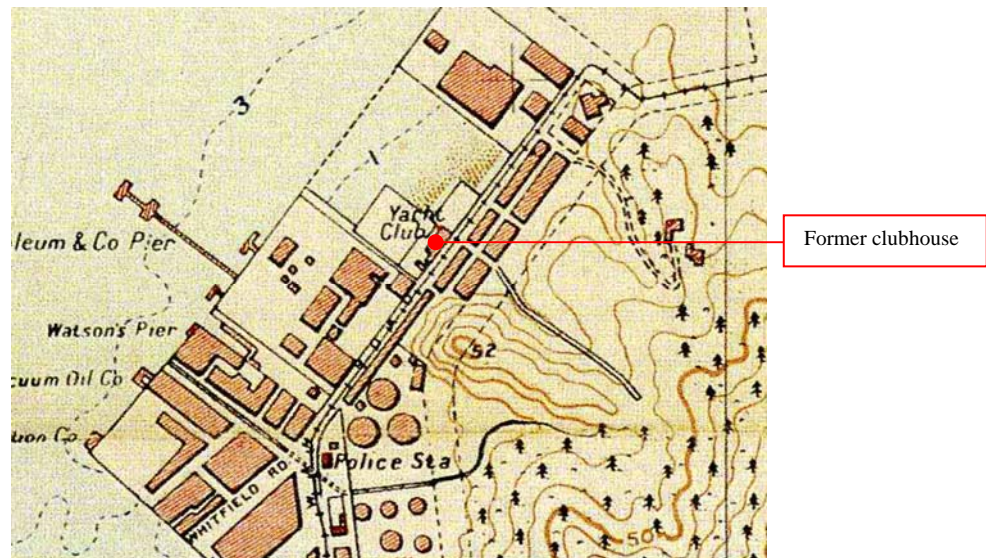 3
1
Yacht
Club
Former clubhouse
leum & Co Pier
Watson's Pier
52
cuum Oil Co
Police Sta
WHITFIELD RD
50